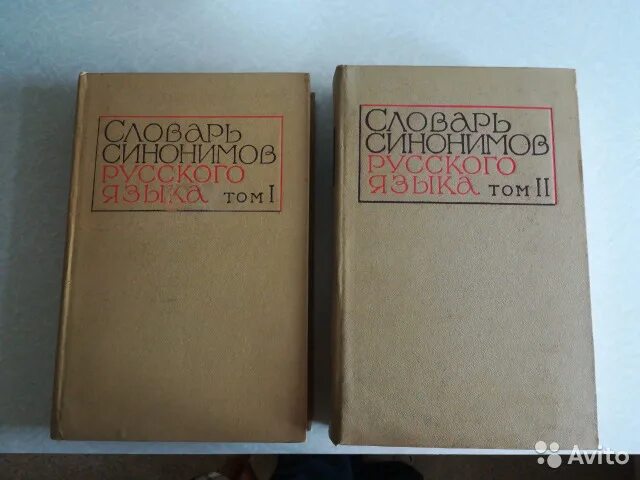 Словарь
синонимов
русского
языка том I
Словарь
синонимов
русского
языка том II
Avito